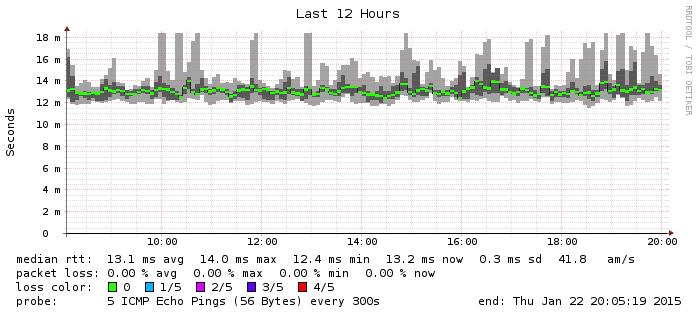 Last 12 Hours
RRDTOOL / TOBI OETIKER
Seconds
18 m
16 m
14 m
12 m
10 m
8 m
6 m
4 m
2 m
0
10:00 12:00 14:00 16:00 18:00 20:00
median rtt: 13.1 ms avg 14.0 ms max 12.4 ms min 13.2 ms now 0.3 ms sd 41.8 am/s
packet loss: 0.00 % avg 0.00 % max 0.00 % min 0.00 % now
loss color: 0 1/5 2/5 3/5 4/5
probe: 5 ICMP Echo Pings (56 Bytes) every 300s end: Thu Jan 22 20:05:19 2015